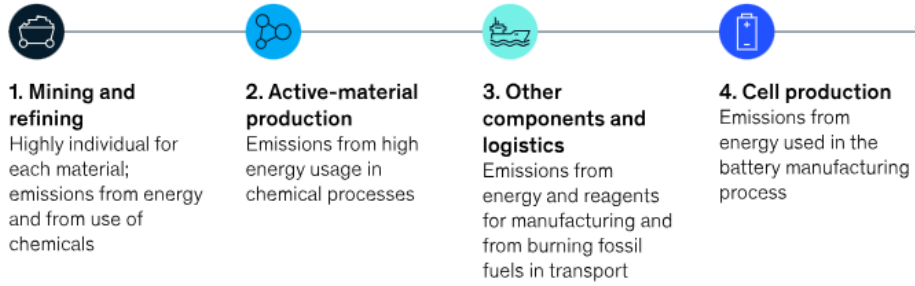 1. Mining and
refining
Highly individual for
each material;
emissions from energy
and from use of
chemicals
2. Active-material
production
Emissions from high
energy usage in
chemical processes
3. Other
components and
logistics
Emissions from
energy and reagents
for manufacturing and
from burning fossil
fuels in transport
4. Cell production
Emissions from
energy used in the
battery manufacturing
process